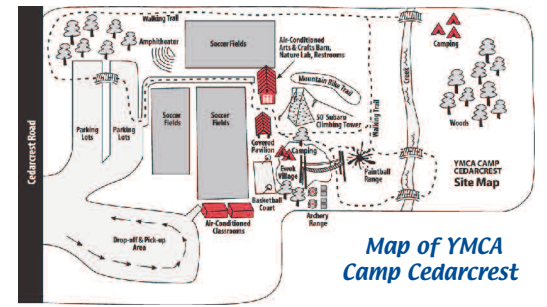 Walking Trail
Amphitheater
Soccer Fields
Air-Conditioned
Arts & Crafts Barn,
Nature Lab, Restrooms
Camping
Mountain Bike Trail
Creek
Woods
Walking Trail
50' Subaru
Climbing Tower
Cedarcrest Road
Parking
Lots
Parking
Lots
Soccer
Fields
Soccer
Fields
Covered
Pavilion
Camping
Ewok
Village
Paintball
Range
YMCA CAMP
CEDARCREST
Site Map
Basketball
Court
Archery
Range
Air-Conditioned
Classrooms
Drop-off & Pick-up
Area
Map of YMCA
Camp Cedarcrest